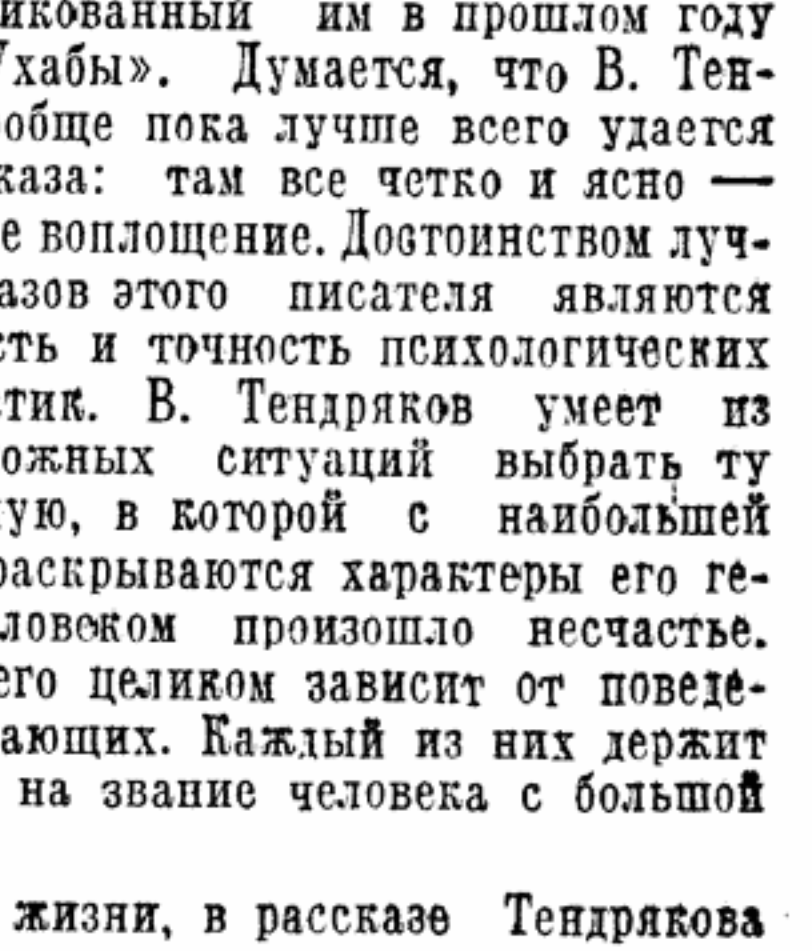 икованный им в прошлом году
Ухабы». Думается, что В. Тен-
обще пока лучше всего удается
каза: там все четко и ясно —
е воплощение. Достоинством луч-
азов этого писателя являются
сть и точность психологических
стик. В. Тендряков умеет из
ожных ситуаций выбрать ту
ную, в которой с наибольшей
раскрываются характеры его ге-
ловеком произошло несчастье.
его целиком зависит от поведе-
ающих. Каждый из них держит
на звание человека с большой
жизни, в рассказе Тендрякова